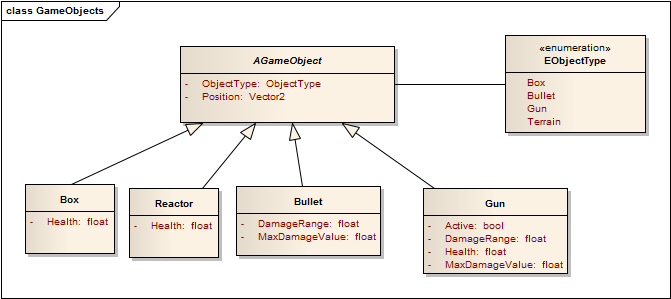 class GameObjects
AGameObject
- ObjectType: ObjectType
- Position: Vector2
«enumeration»
EObjectType
Box
Bullet
Gun
Terrain
Box
- Health: float
Reactor
- Health: float
Bullet
- DamageRange: float
- MaxDamageValue: float
Gun
- Active: bool
- DamageRange: float
- Health: float
- MaxDamageValue: float